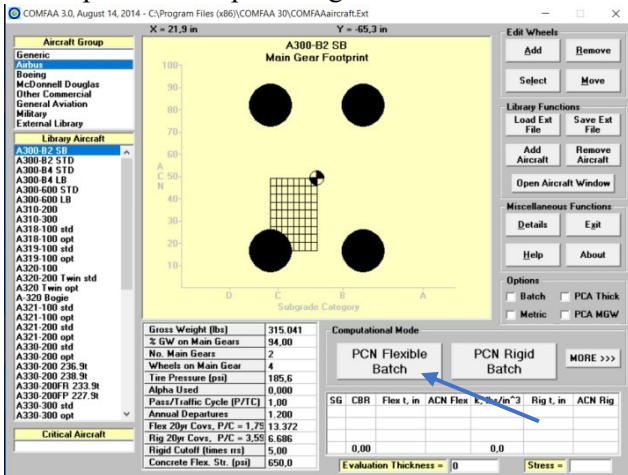 COMFAA 3.0, August 14, 2014 - C:\Program Files (x86)\COMFAA 30\COMFAAaircraft.Ext
Aircraft Group
Generic
Airbus
Boeing
McDonnell Douglas
Other Commercial
General Aviation
Military
External Library
Library Aircraft
A300-B2 SB
A300-B2 STD
A300-B4 STD
A300-B4 LB
A300-600 STD
A300-600 LB
A310-200
A310-300
A318-100 std
A318-100 opt
A319-100 std
A319-100 opt
A320-100
A320-200 Twin std
A320 Twin opt
A-320 Bogie
A321-100 std
A321-100 opt
A321-200 std
A321-200 opt
A330-200 std
A330-200 opt
A330-200 236.9t
A330-200 238.9t
A330-200FR 233.9t
A330-200FP 227.9t
A330-300 std
A330-300 opt
Critical Aircraft
X = 21,9 in Y = -65,3 in
A300-B2 SB
Main Gear Footprint
100
90
80
70
60
A C N 50
40
30
20
10
D C B A
Subgrade Category
Gross Weight (lbs) 315.041
% GW on Main Gears 94,00
No. Main Gears 2
Wheels on Main Gear 4
Tire Pressure (psi) 185,6
Alpha Used 0,000
Pass/Traffic Cycle (P/TC) 1,00
Annual Departures 1.200
Flex 20yr Covs, P/C = 1,79 13.372
Rig 20yr Covs, P/C = 3,59 6.686
Rigid Cutoff (times rrs) 5,00
Concrete Flex. Str. (psi) 650,0
Computational Mode
PCN Flexible Batch
PCN Rigid Batch
MORE >>>
SG CBR Flex t, in ACN Flex k, lbs/in^3 Rig t, in ACN Rig
0,00 0,0
Evaluation Thickness = 0 Stress =
Edit Wheels
Add Remove
Select Move
Library Functions
Load Ext File Save Ext File
Add Aircraft Remove Aircraft
Open Aircraft Window
Miscellaneous Functions
Details Exit
Help About
Options
Batch PCA Thick
Metric PCA MGW